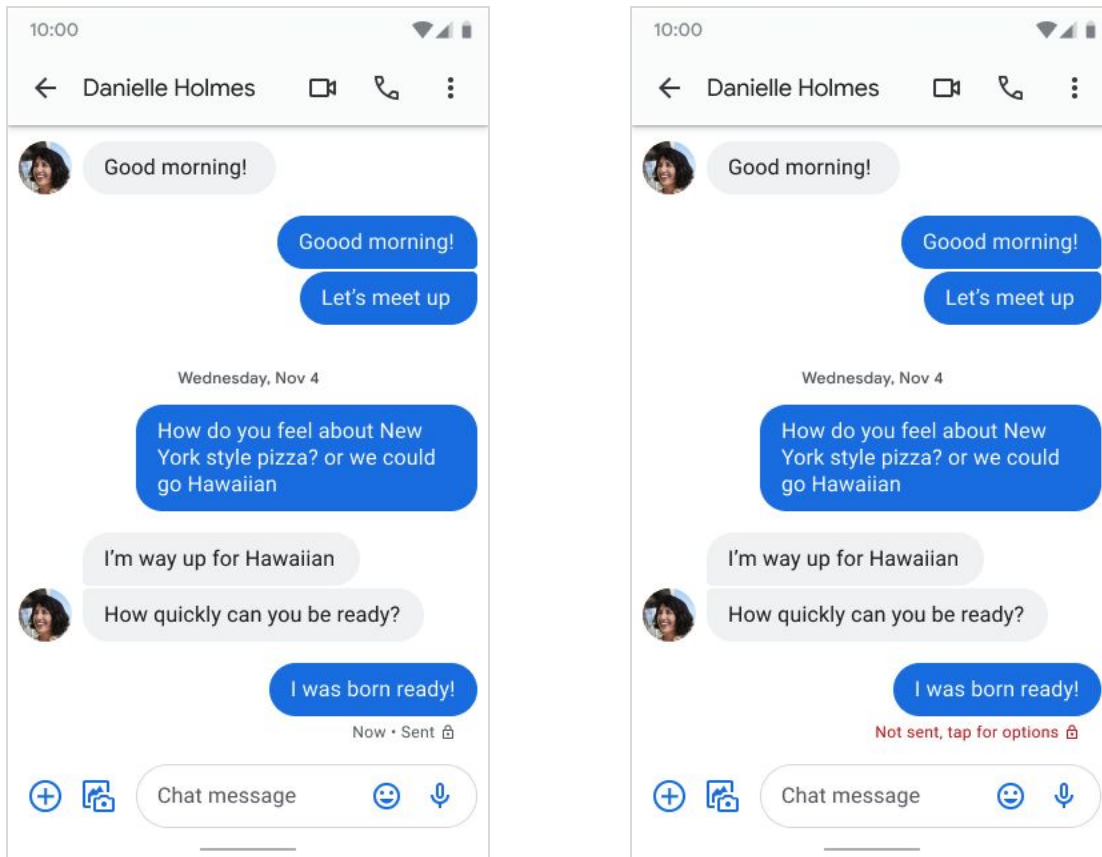 10:00
Danielle Holmes
Good morning!
Goood morning!
Let's meet up
Wednesday, Nov 4
How do you feel about New
York style pizza? or we could
go Hawaiian
I'm way up for Hawaiian
How quickly can you be ready?
I was born ready!
Now • Sent
Chat message
10:00
Danielle Holmes
Good morning!
Goood morning!
Let's meet up
Wednesday, Nov 4
How do you feel about New
York style pizza? or we could
go Hawaiian
I'm way up for Hawaiian
How quickly can you be ready?
I was born ready!
Not sent, tap for options
Chat message